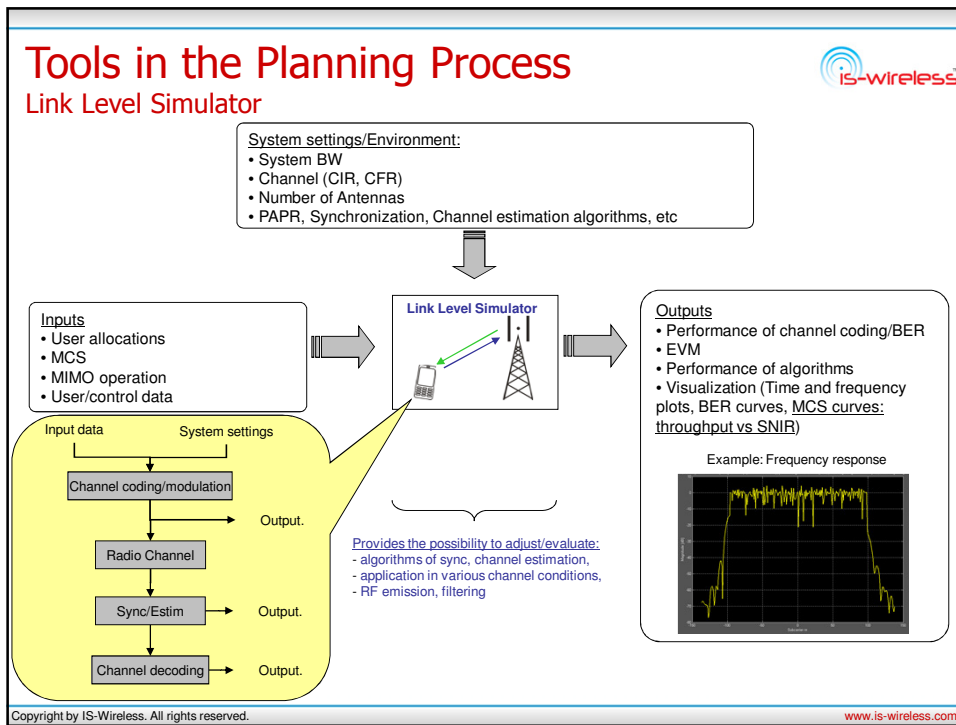 Tools in the Planning Process
Link Level Simulator
is-wireless
System settings/Environment:
• System BW
• Channel (CIR, CFR)
• Number of Antennas
• PAPR, Synchronization, Channel estimation algorithms, etc
Inputs
• User allocations
• MCS
• MIMO operation
• User/control data
Link Level Simulator
Outputs
• Performance of channel coding/BER
• EVM
• Performance of algorithms
• Visualization (Time and frequency
plots, BER curves, MCS curves:
throughput vs SNIR)
Example: Frequency response
Input data
System settings
Channel coding/modulation
Output.
Radio Channel
Sync/Estim
Output.
Channel decoding
Output.
Provides the possibility to adjust/evaluate:
- algorithms of sync, channel estimation,
- application in various channel conditions,
- RF emission, filtering
Copyright by IS-Wireless. All rights reserved.
www.is-wireless.com